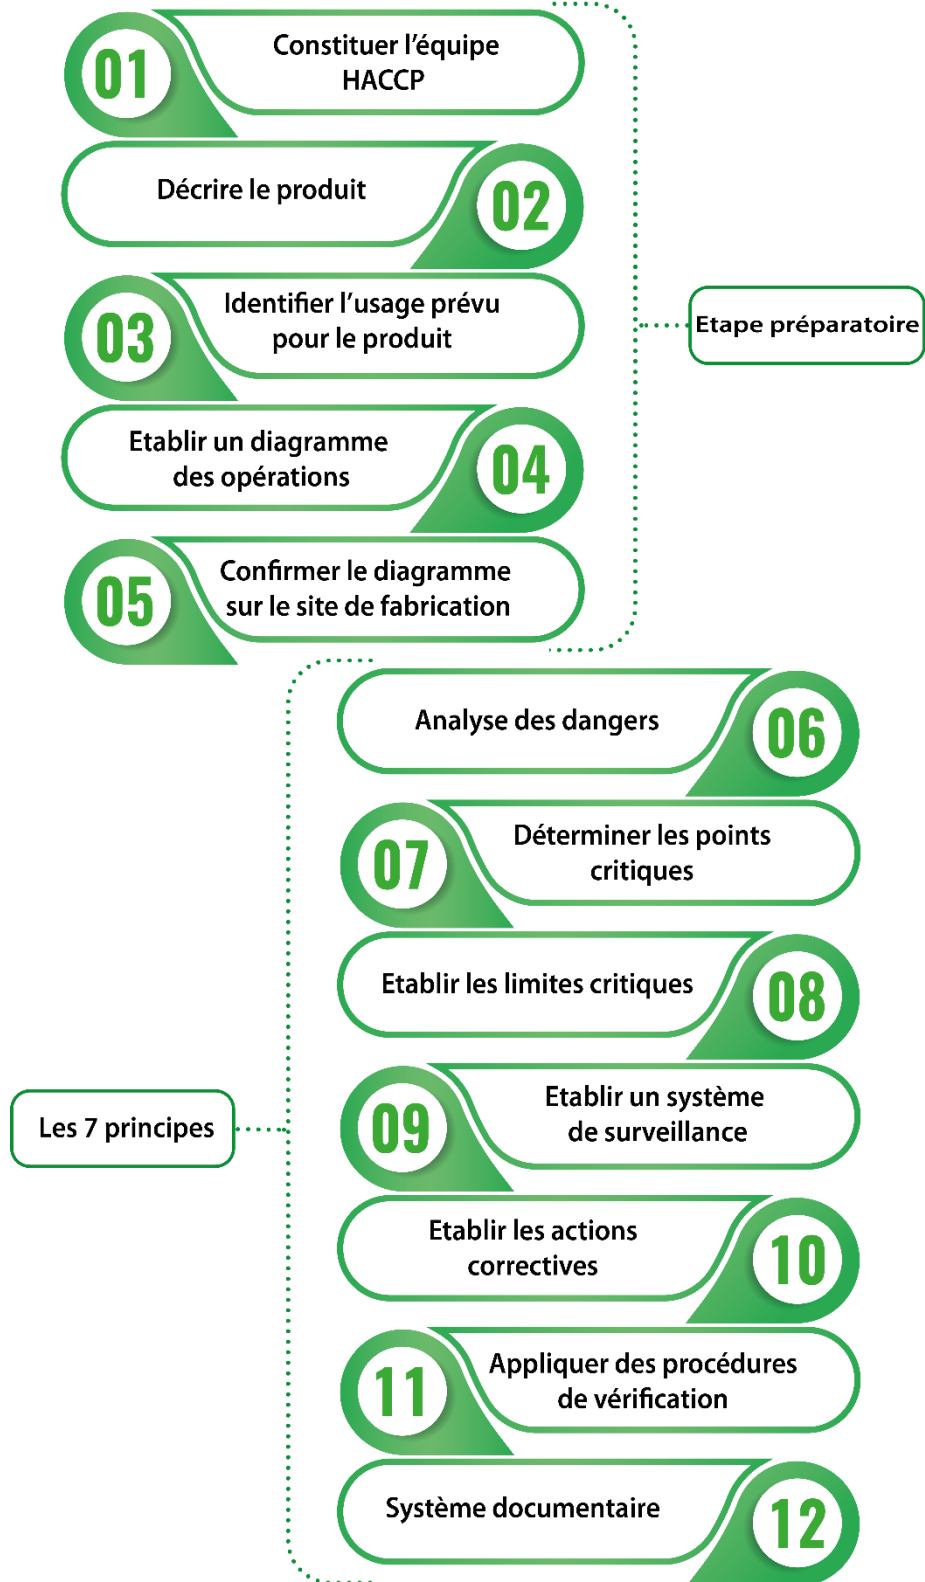 01
Constituer l'équipe
HACCP
Décrire le produit
02
03
Identifier l'usage prévu
pour le produit
Etape préparatoire
Etablir un diagramme
des opérations
04
05
Confirmer le diagramme
sur le site de fabrication
Analyse des dangers
06
07
Déterminer les points
critiques
Etablir les limites critiques
08
Les 7 principes
09
Etablir un système
de surveillance
Etablir les actions
correctives
10
11
Appliquer des procédures
de vérification
Système documentaire
12